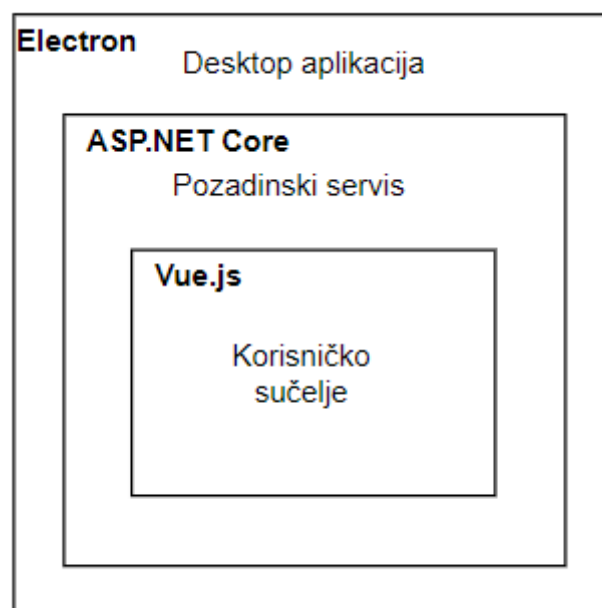 Electron
Desktop aplikacija
ASP.NET Core
Pozadinski servis
Vue.js
Korisničko
sučelje